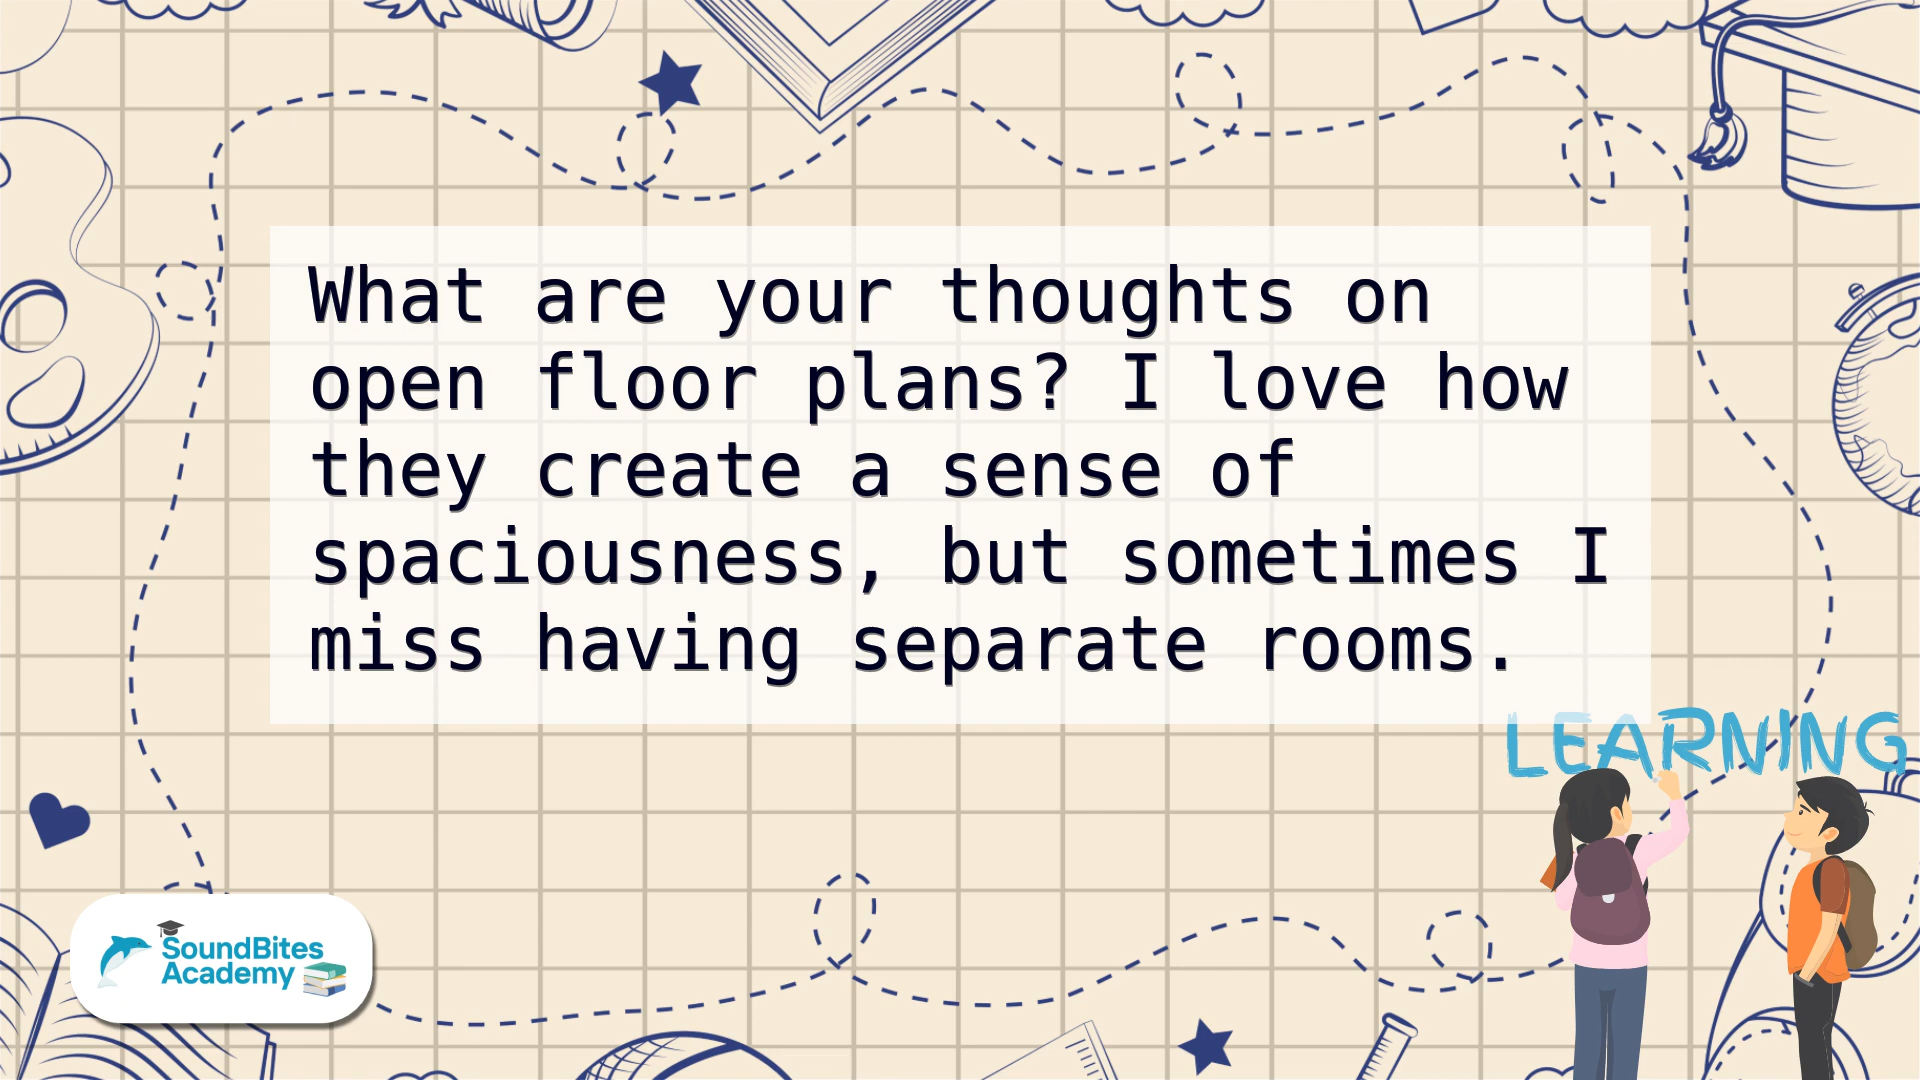 What are your thoughts on
open floor plans? I love how
they create a sense of
spaciousness, but sometimes I
miss having separate rooms.
LEARNING
SoundBites
Academy